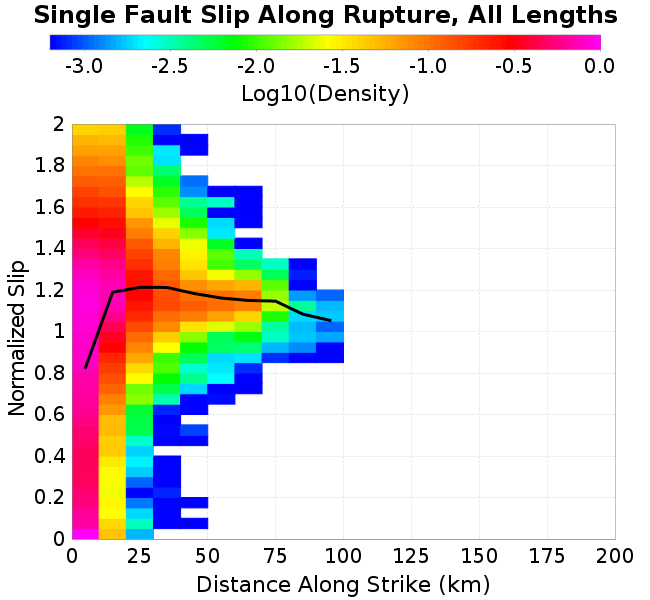 Single Fault Slip Along Rupture, All Lengths
-3.0 -2.5 -2.0 -1.5 -1.0 -0.5 0.0
Log10(Density)
2
1.8
1.6
1.4
1.2
1
0.8
0.6
0.4
0.2
0
Normalized Slip
0 25 50 75 100 125 150 175 200
Distance Along Strike (km)